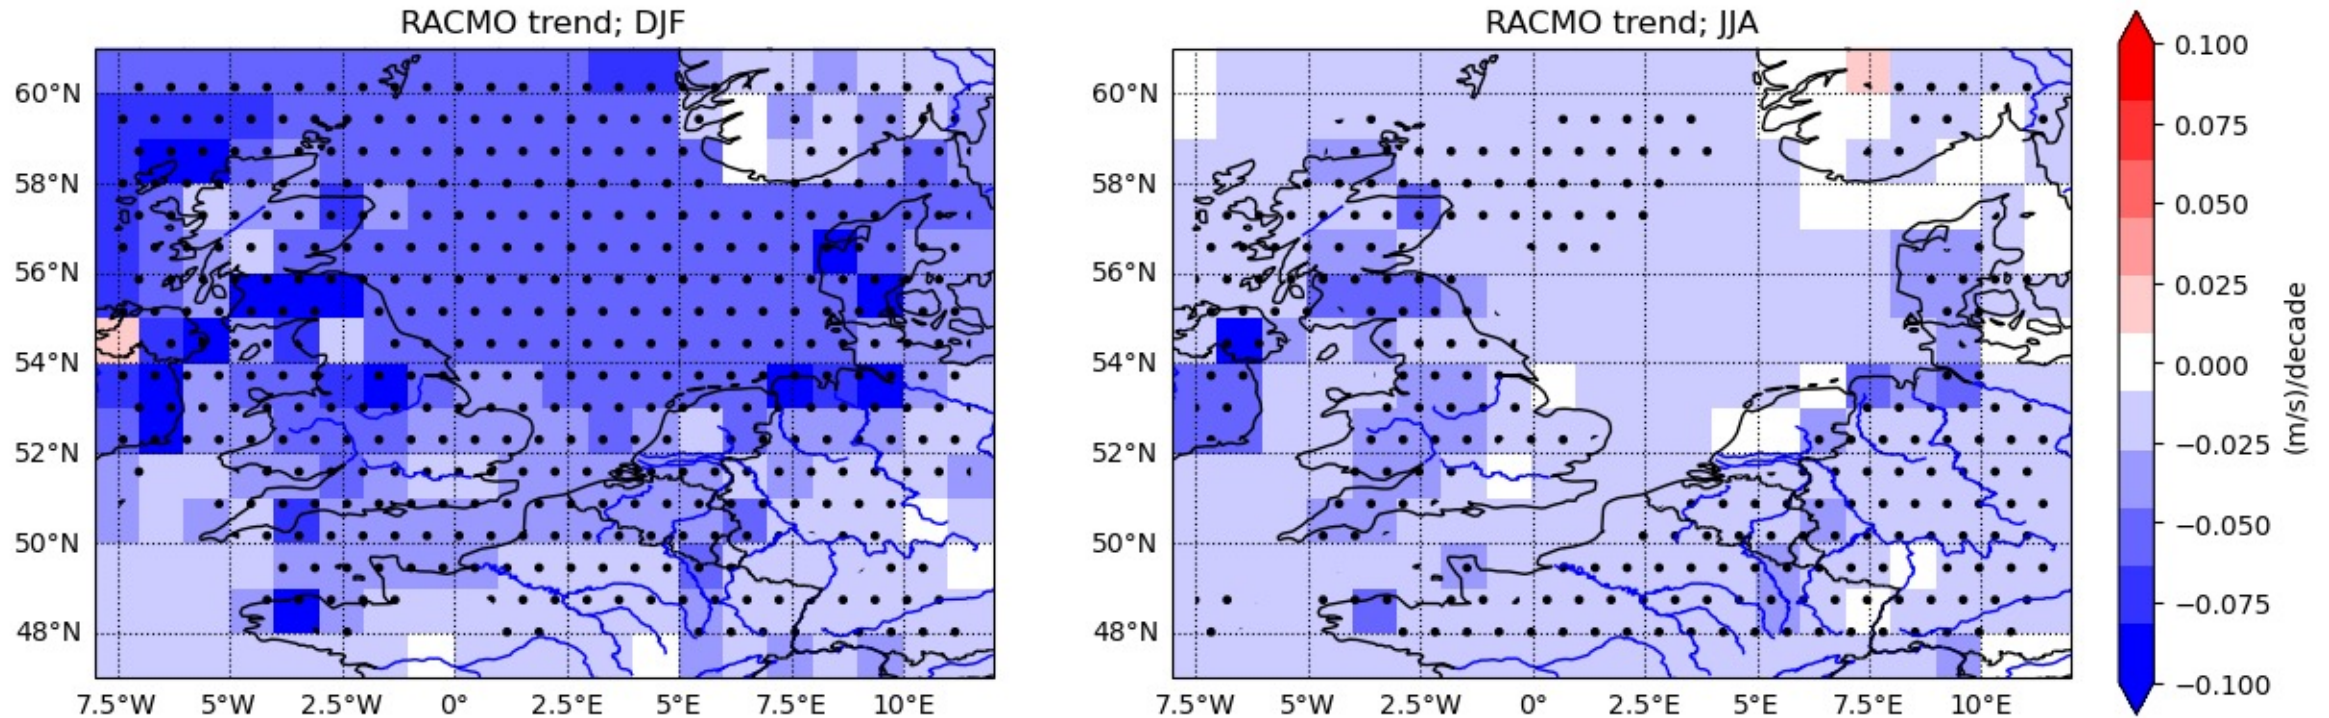 RACMO trend; DJF
60°N
58°N
56°N
54°N
52°N
50°N
48°N
7.5°W 5°W 2.5°W 0° 2.5°E 5°E 7.5°E 10°E
RACMO trend; JJA
60°N
58°N
56°N
54°N
52°N
50°N
48°N
7.5°W 5°W 2.5°W 0° 2.5°E 5°E 7.5°E 10°E
0.100
0.075
0.050
0.025
0.000
−0.025
−0.050
−0.075
−0.100
(m/s)/decade